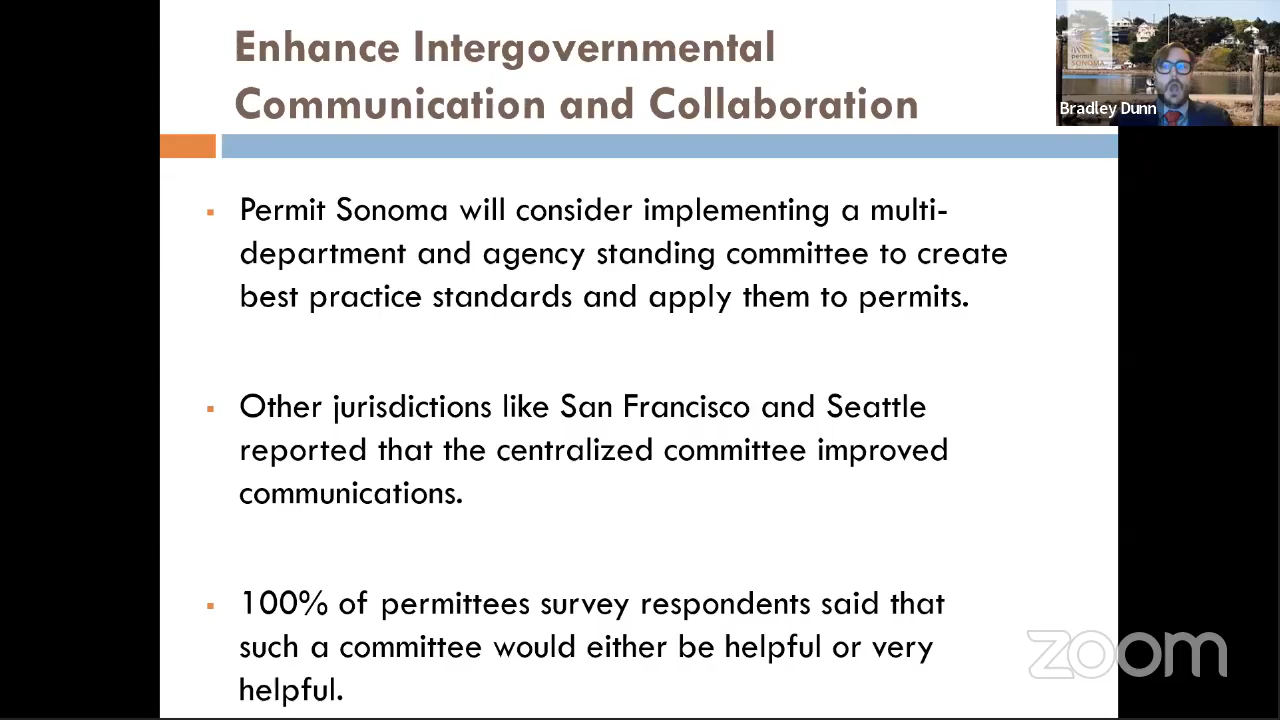 Enhance Intergovernmental
Communication and Collaboration
permit
SONOMA
Bradley Dunn
▪ Permit Sonoma will consider implementing a multi-
department and agency standing committee to create
best practice standards and apply them to permits.
▪ Other jurisdictions like San Francisco and Seattle
reported that the centralized committee improved
communications.
▪ 100% of permittees survey respondents said that
such a committee would either be helpful or very
helpful.
zoom